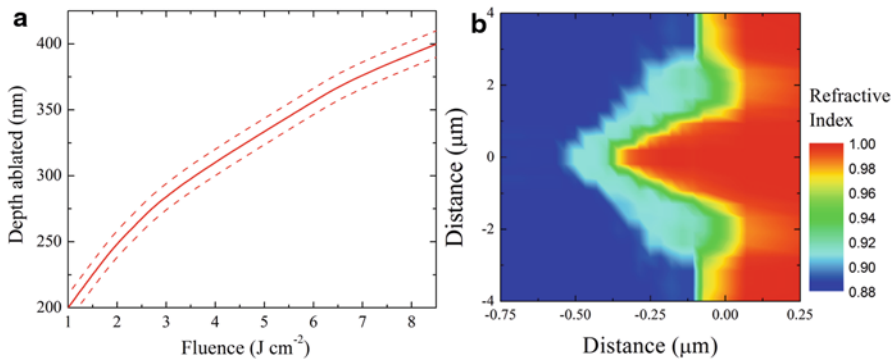 a
Depth ablated (nm)
400
350
300
250
200
1 2 3 4 5 6 7 8
Fluence (J cm⁻²)
b
Distance (μm)
4
2
0
-2
-4
-0.75 -0.50 -0.25 0.00 0.25
Distance (μm)
Refractive
Index
1.00
0.98
0.96
0.94
0.92
0.90
0.88